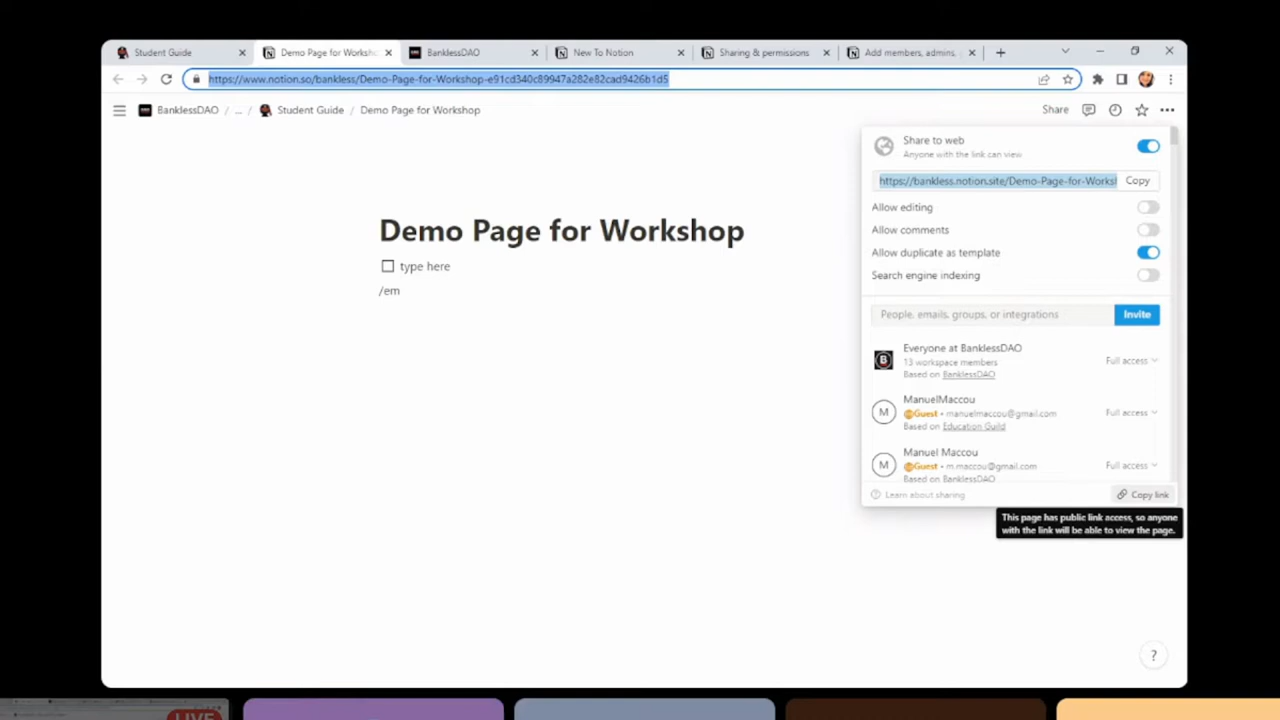 Student Guide
Demo Page for Worksho
BanklessDAO
New To Notion
Sharing & permissions
Add members, admins,
https://www.notion.so/bankless/Demo-Page-for-Workshop-e91cd340c89947a282e82cad9426b1d5
BanklessDAO / ... / Student Guide / Demo Page for Workshop
Share
Share to web
Anyone with the link can view
https://bankless.notion.site/Demo-Page-for-Worksh
Copy
Allow editing
Allow comments
Allow duplicate as template
Search engine indexing
Demo Page for Workshop
type here
/em
People, emails, groups, or integrations
Invite
Everyone at BanklessDAO
13 workspace members
Based on BanklessDAO
Full access
M
ManuelMaccou
Guest • manuelmaccou@gmail.com
Based on Education Guild
Full access
M
Manuel Maccou
Guest • m.maccou@gmail.com
Based on BanklessDAO
Full access
Learn about sharing
Copy link
This page has public link access, so anyone
with the link will be able to view the page.
?
LIVE